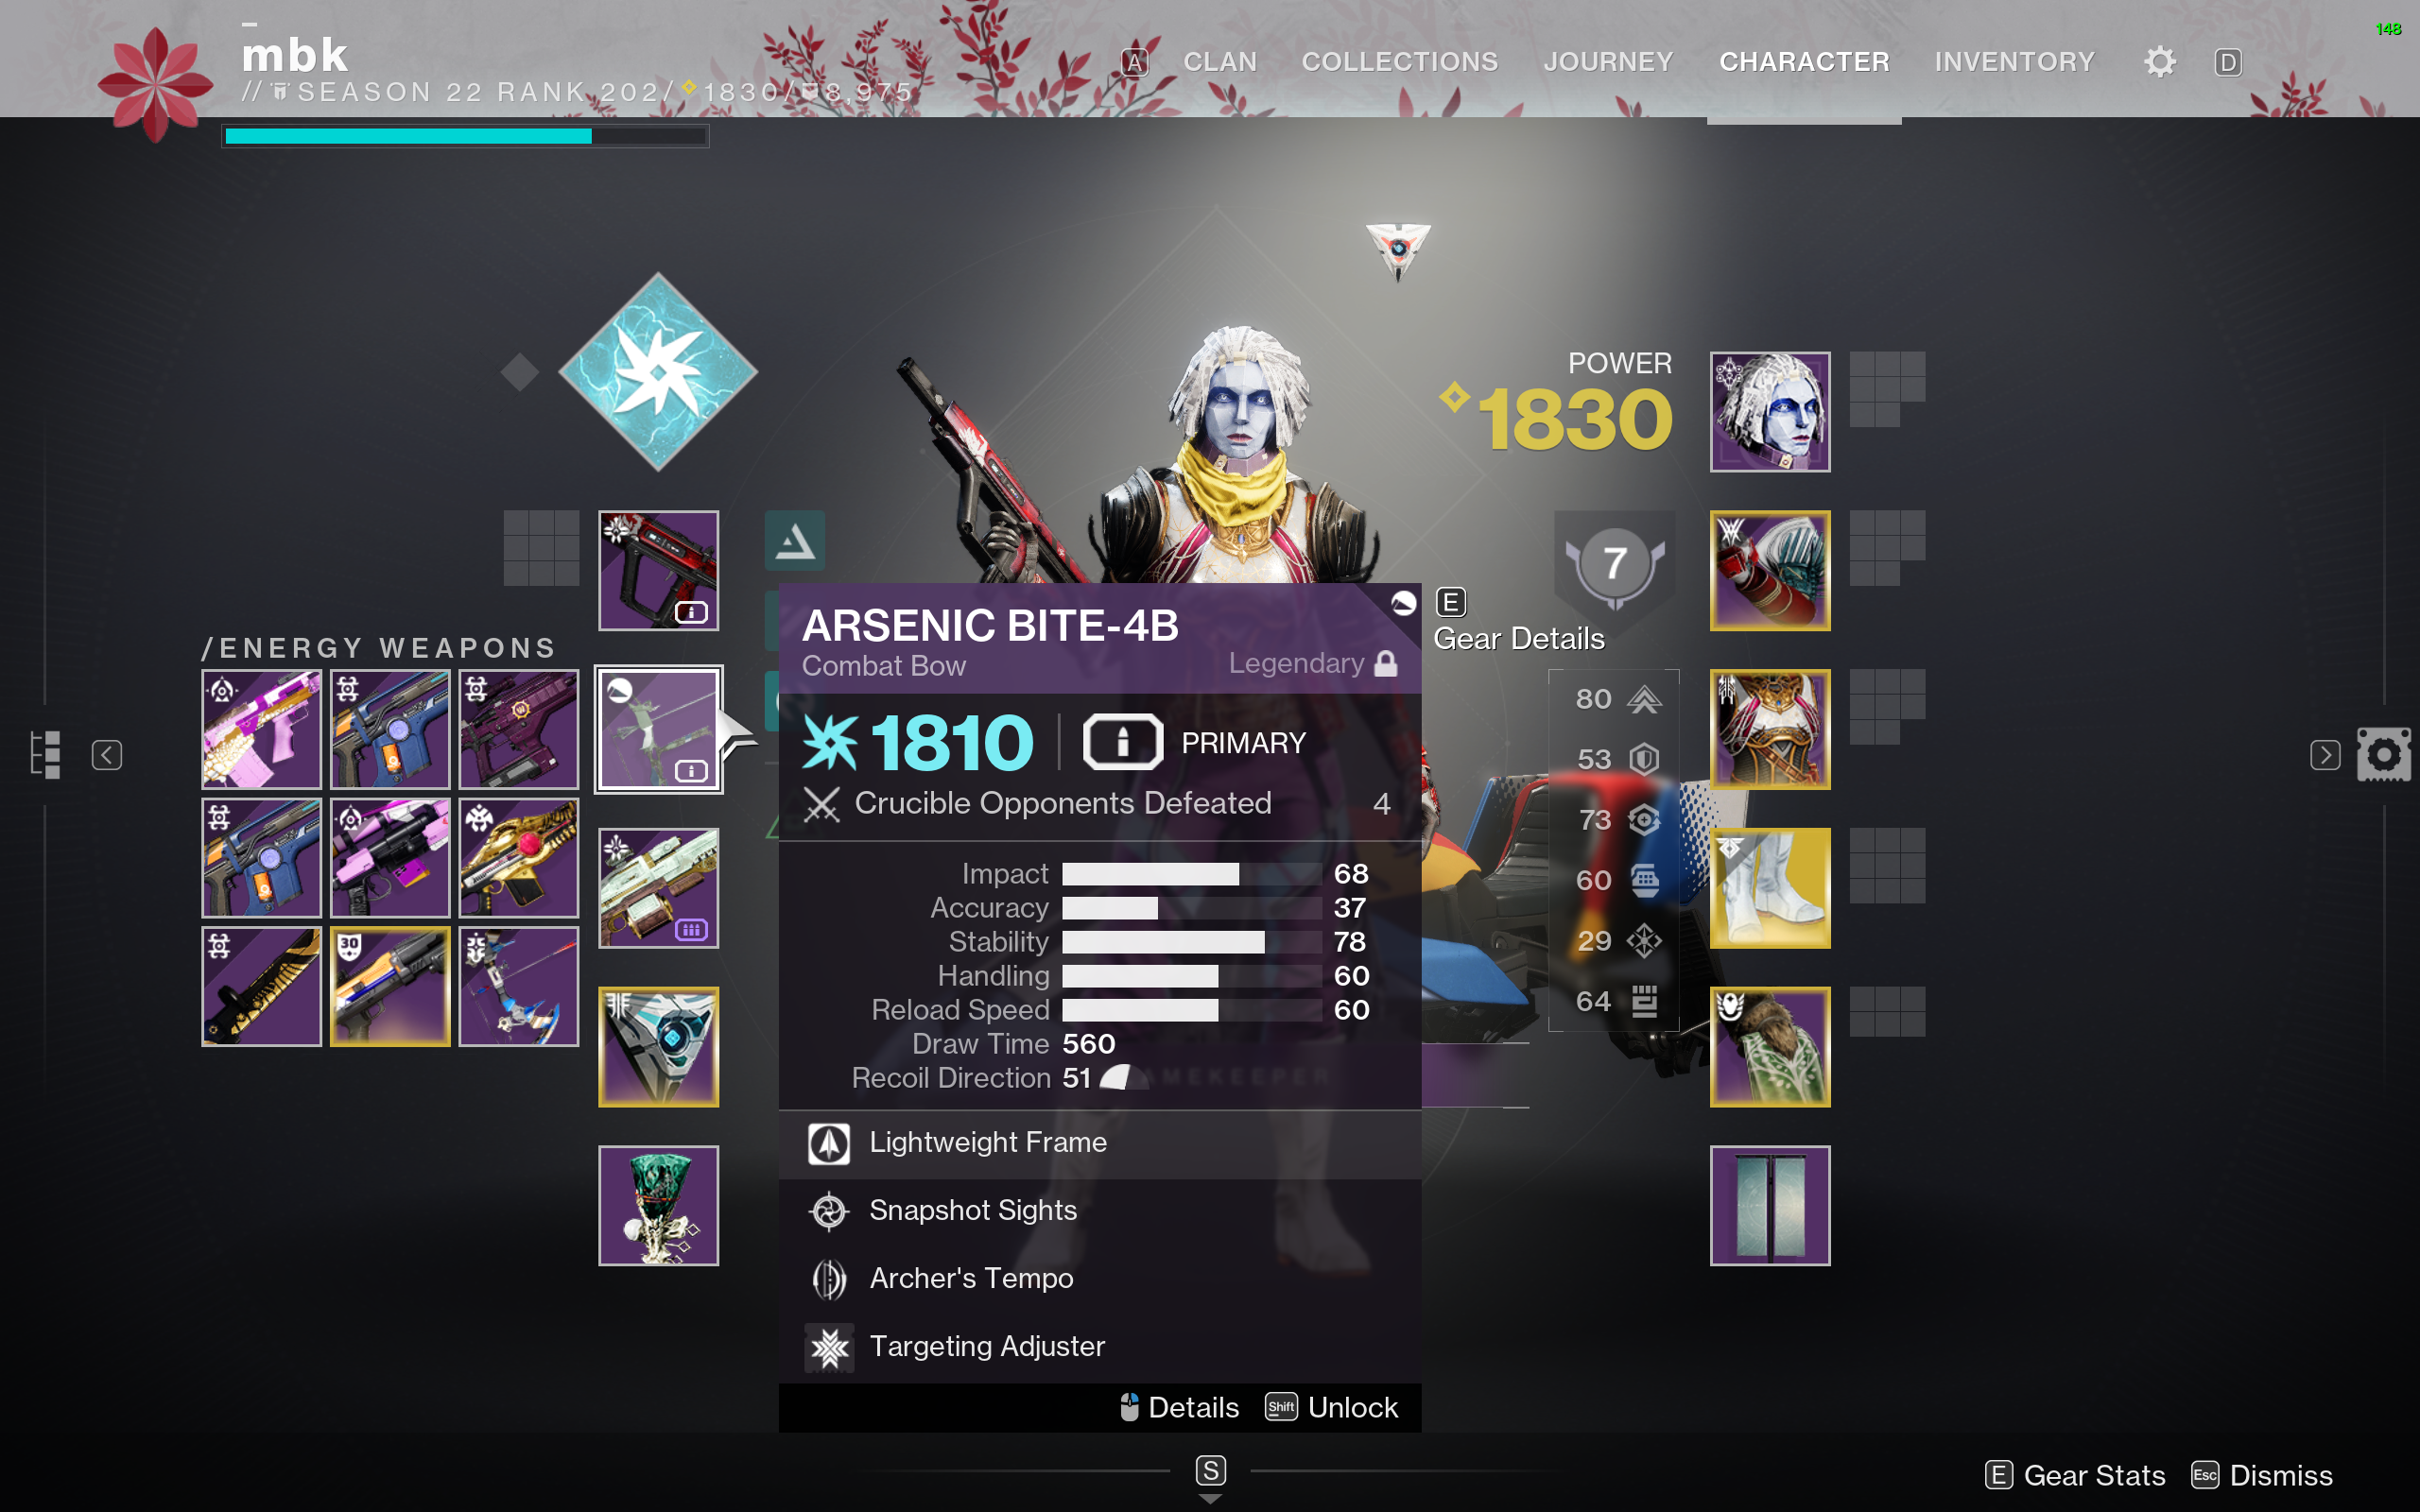 mbk
// SEASON 22 RANK 202/ 1830/ 8,975
A CLAN COLLECTIONS JOURNEY CHARACTER INVENTORY D
148
POWER
1830
7
/ENERGY WEAPONS
30
ARSENIC BITE-4B
Combat Bow
Legendary
E
Gear Details
1810 PRIMARY
Crucible Opponents Defeated 4
Impact 68
Accuracy 37
Stability 78
Handling 60
Reload Speed 60
Draw Time 560
Recoil Direction 51
Lightweight Frame
Snapshot Sights
Archer's Tempo
Targeting Adjuster
Details Shift Unlock
80
53
73
60
29
64
S
E Gear Stats Esc Dismiss